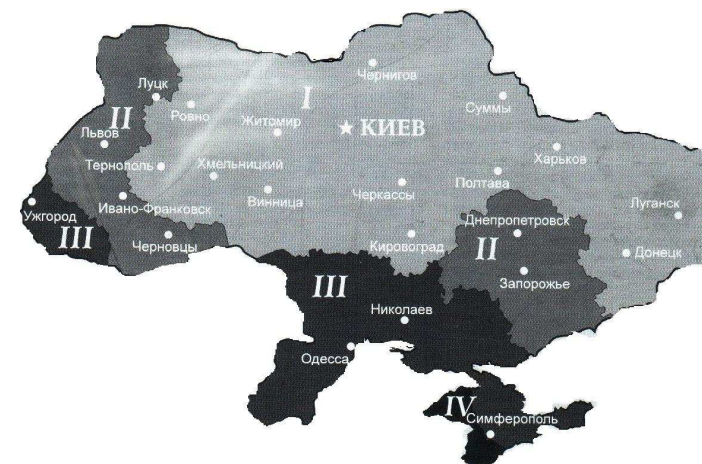 Чернигов
Луцк
I
Суммы
II
Ровно
Житомир
КИЕВ
Львов
Харьков
Тернополь
Хмельницкий
Полтава
Ужгород
Ивано-Франковск
Винница
Черкассы
Луганск
III
Черновцы
Кировоград
Днепропетровск
II
Донецк
III
Запорожье
Николаев
Одесса
IV
Симферополь